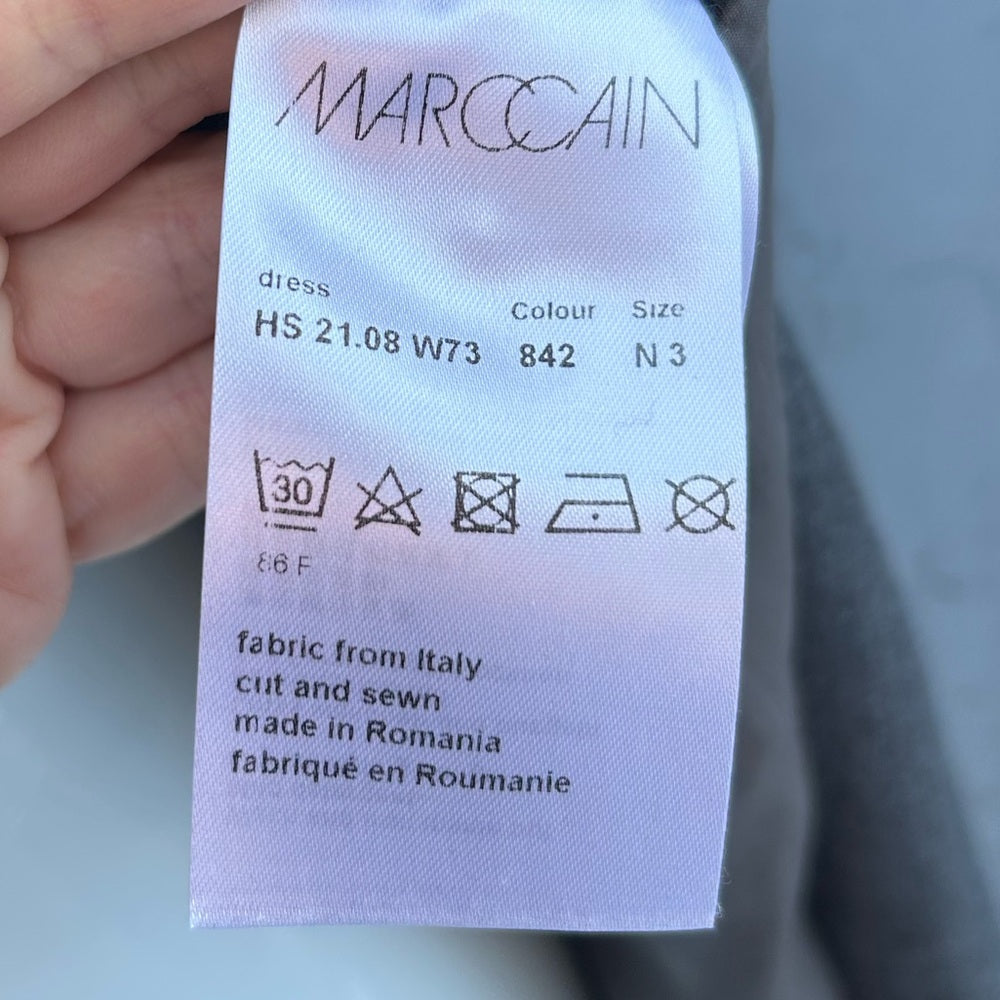 MARCCAIN
dress
Colour Size
HS 21.08 W73 842 N 3
30
86 F
fabric from Italy
cut and sewn
made in Romania
fabriqué en Roumanie